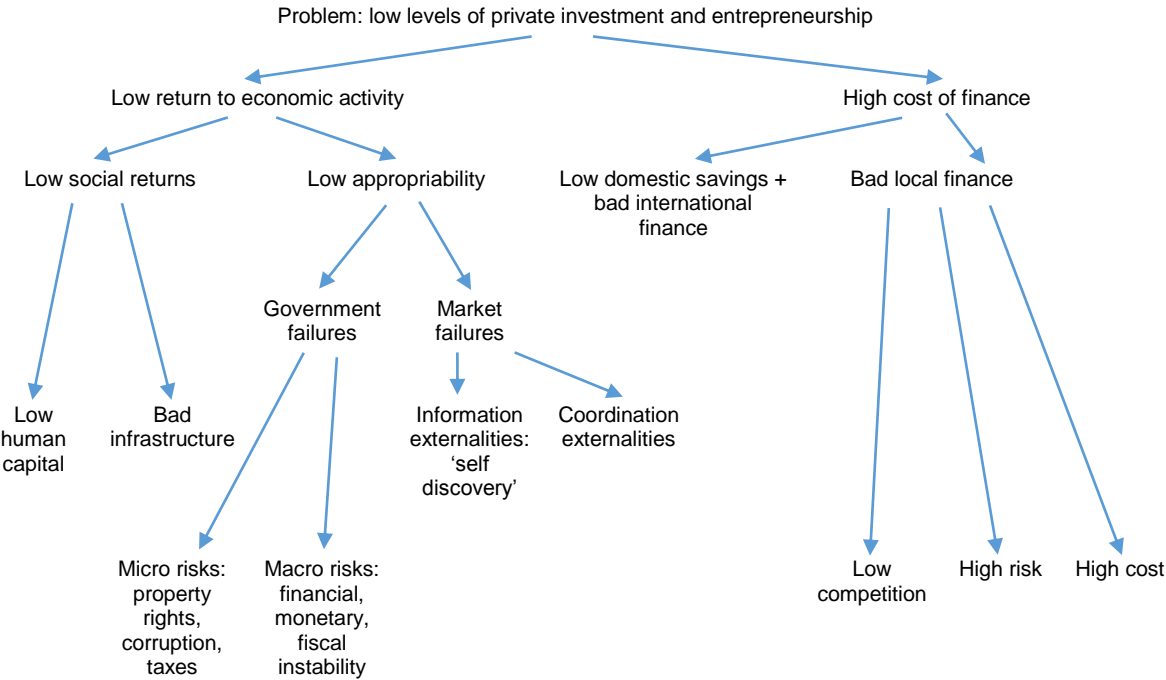 Problem: low levels of private investment and entrepreneurship
Low return to economic activity
High cost of finance
Low social returns
Low appropriability
Low domestic savings +
bad international
finance
Bad local finance
Government
failures
Market
failures
Low
human
capital
Bad
infrastructure
Information
externalities:
‘self
discovery’
Coordination
externalities
Micro risks:
property
rights,
corruption,
taxes
Macro risks:
financial,
monetary,
fiscal
instability
Low
competition
High risk
High cost